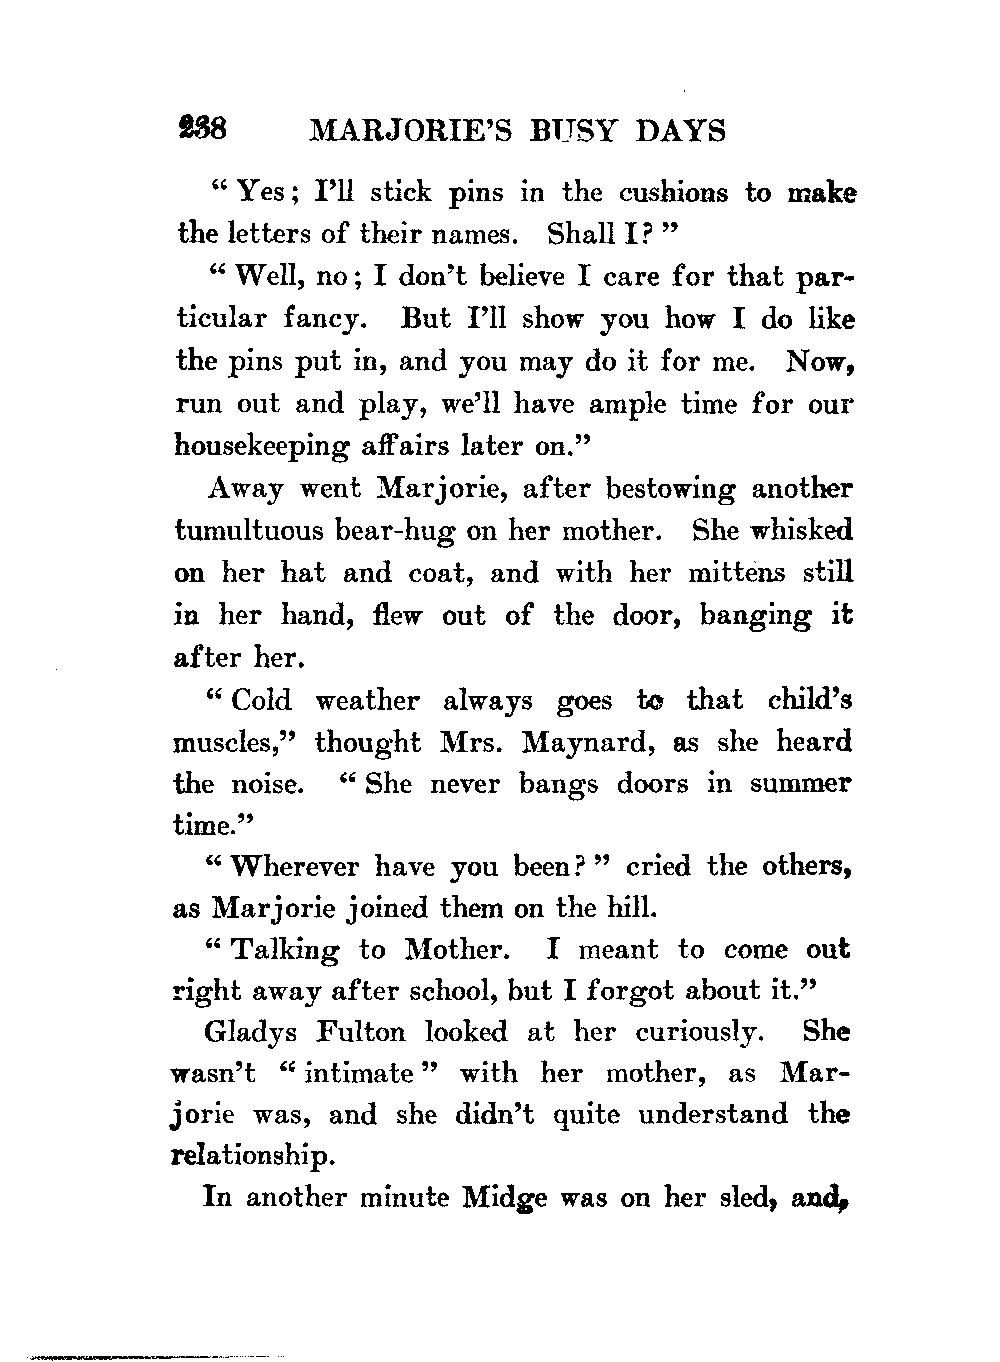 238 MARJORIE'S BUSY DAYS
“ Yes ; I'll stick pins in the cushions to make
the letters of their names. Shall I? ”
“ Well, no ; I don't believe I care for that par-
ticular fancy. But I'll show you how I do like
the pins put in, and you may do it for me. Now,
run out and play, we'll have ample time for our
housekeeping affairs later on.”
Away went Marjorie, after bestowing another
tumultuous bear-hug on her mother. She whisked
on her hat and coat, and with her mittens still
in her hand, flew out of the door, banging it
after her.
“ Cold weather always goes to that child's
muscles,” thought Mrs. Maynard, as she heard
the noise. “ She never bangs doors in summer
time.”
“ Wherever have you been? ” cried the others,
as Marjorie joined them on the hill.
“ Talking to Mother. I meant to come out
right away after school, but I forgot about it.”
Gladys Fulton looked at her curiously. She
wasn't “ intimate ” with her mother, as Mar-
jorie was, and she didn't quite understand the
relationship.
In another minute Midge was on her sled, and,